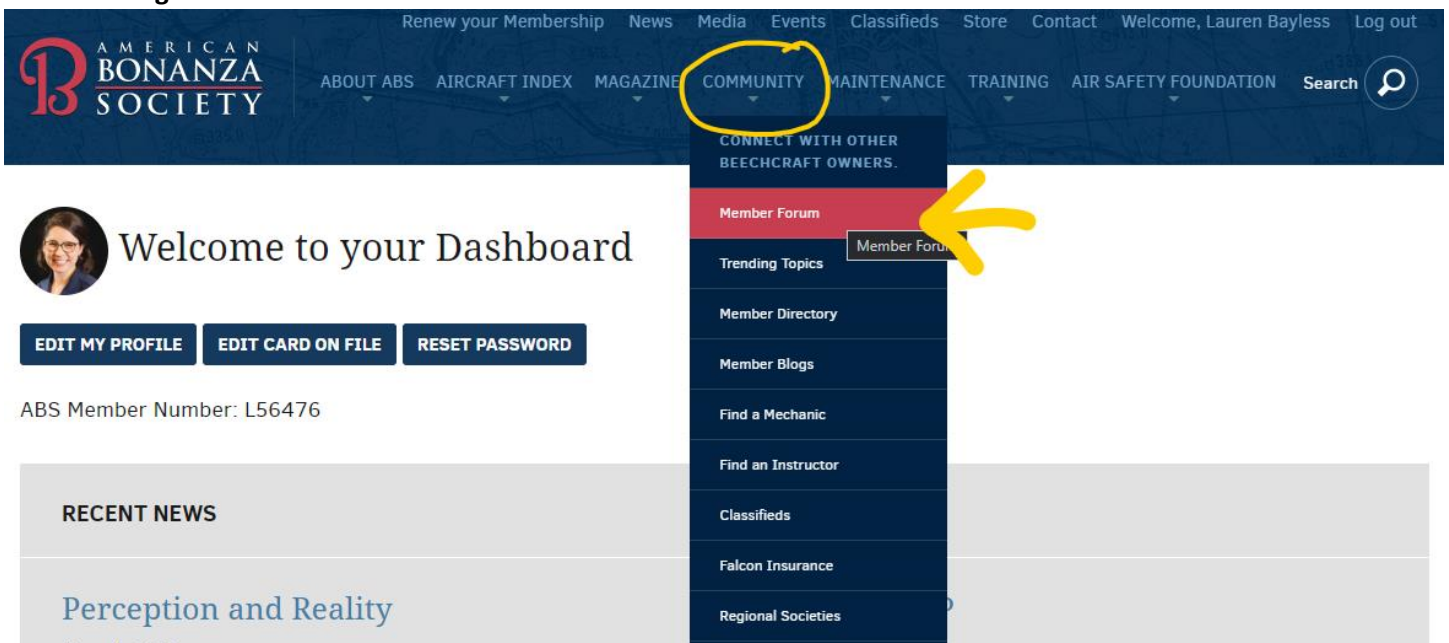 Renew your Membership News Media Events Classifieds Store Contact Welcome, Lauren Bayless Log out
AMERICAN
BONANZA
SOCIETY
ABOUT ABS AIRCRAFT INDEX MAGAZINE COMMUNITY MAINTENANCE TRAINING AIR SAFETY FOUNDATION Search
CONNECT WITH OTHER
BEECHCRAFT OWNERS.
Member Forum
Member Forum
Trending Topics
Member Directory
Member Blogs
Find a Mechanic
Find an Instructor
Classifieds
Falcon Insurance
Regional Societies
Welcome to your Dashboard
EDIT MY PROFILE EDIT CARD ON FILE RESET PASSWORD
ABS Member Number: L56476
RECENT NEWS
Perception and Reality